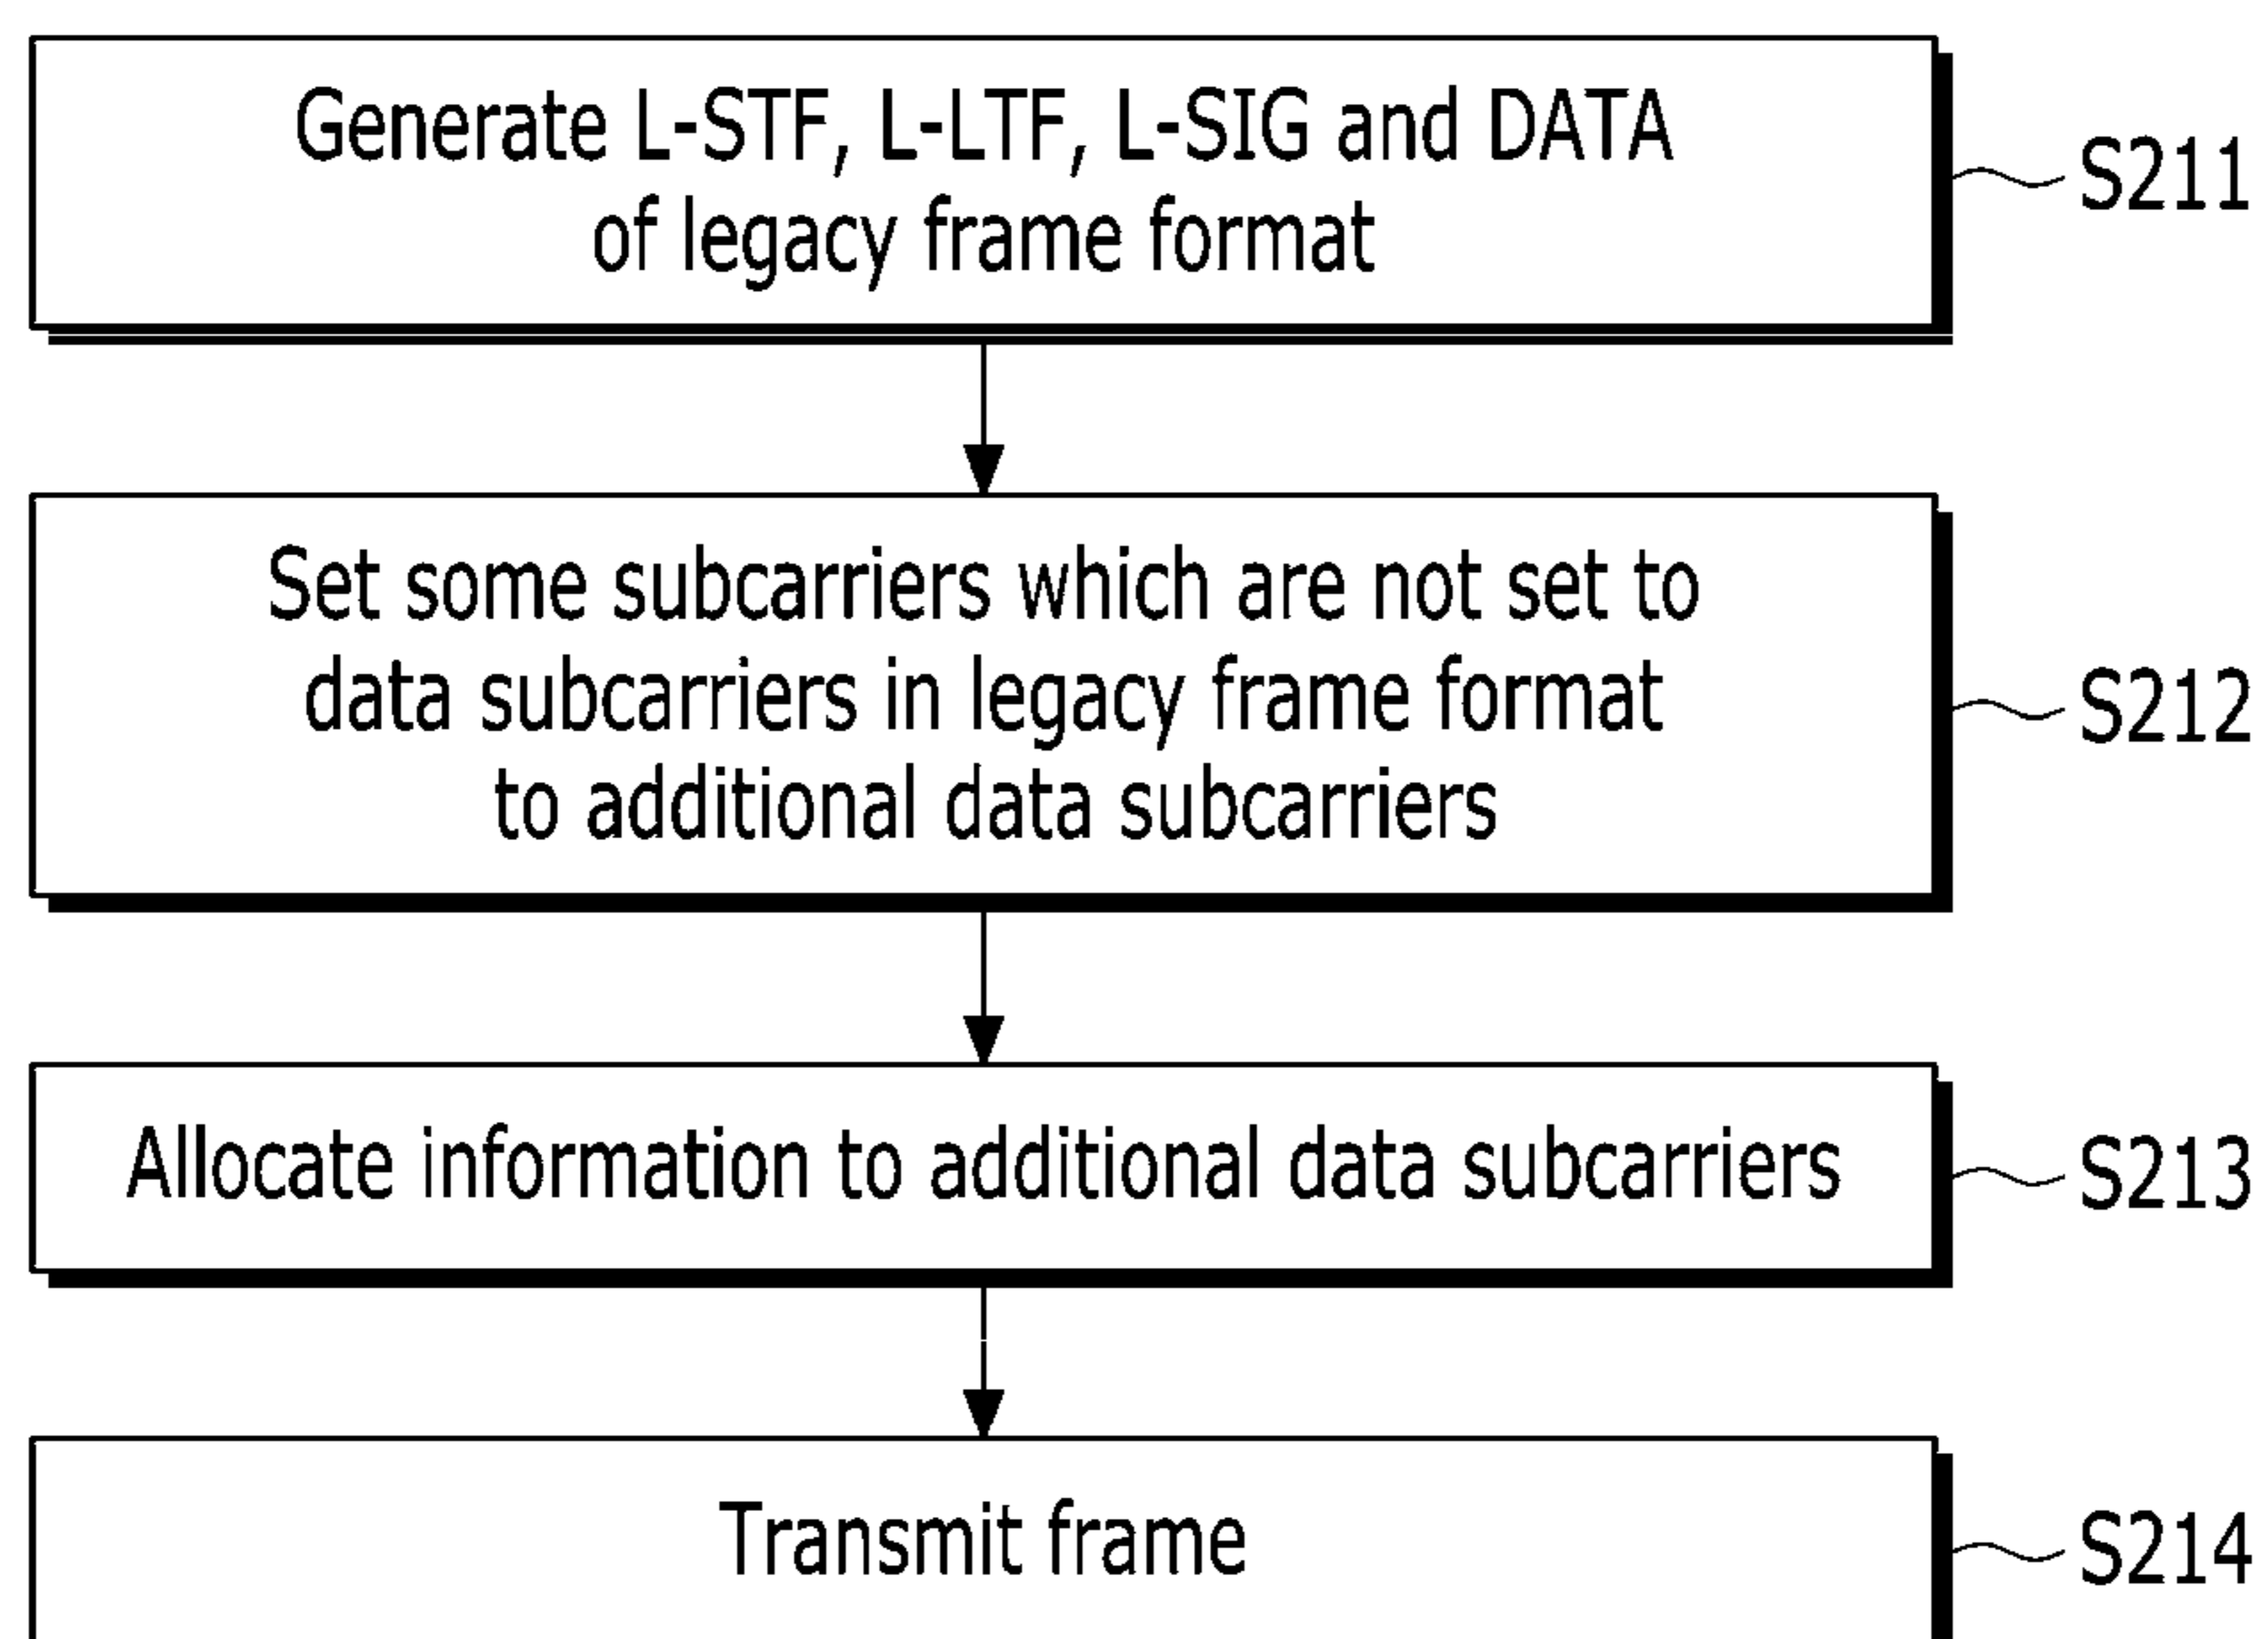 Generate L-STF, L-LTF, L-SIG and DATA
of legacy frame format
S211
Set some subcarriers which are not set to
data subcarriers in legacy frame format
to additional data subcarriers
S212
Allocate information to additional data subcarriers
S213
Transmit frame
S214